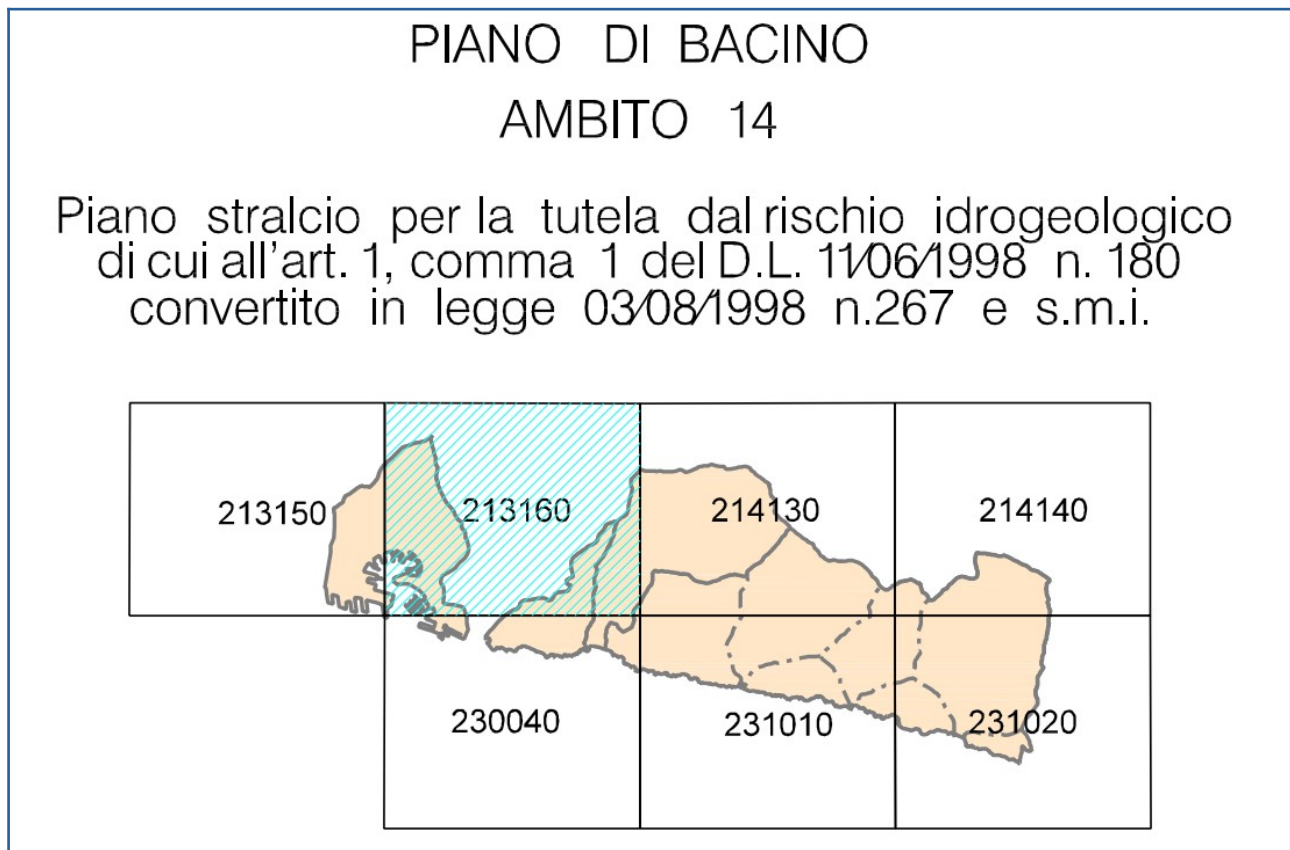 PIANO DI BACINO
AMBITO 14
Piano stralcio per la tutela dal rischio idrogeologico
di cui all'art. 1, comma 1 del D.L. 11/06/1998 n. 180
convertito in legge 03/08/1998 n.267 e s.m.i.
213150 213160 214130 214140
230040 231010 231020